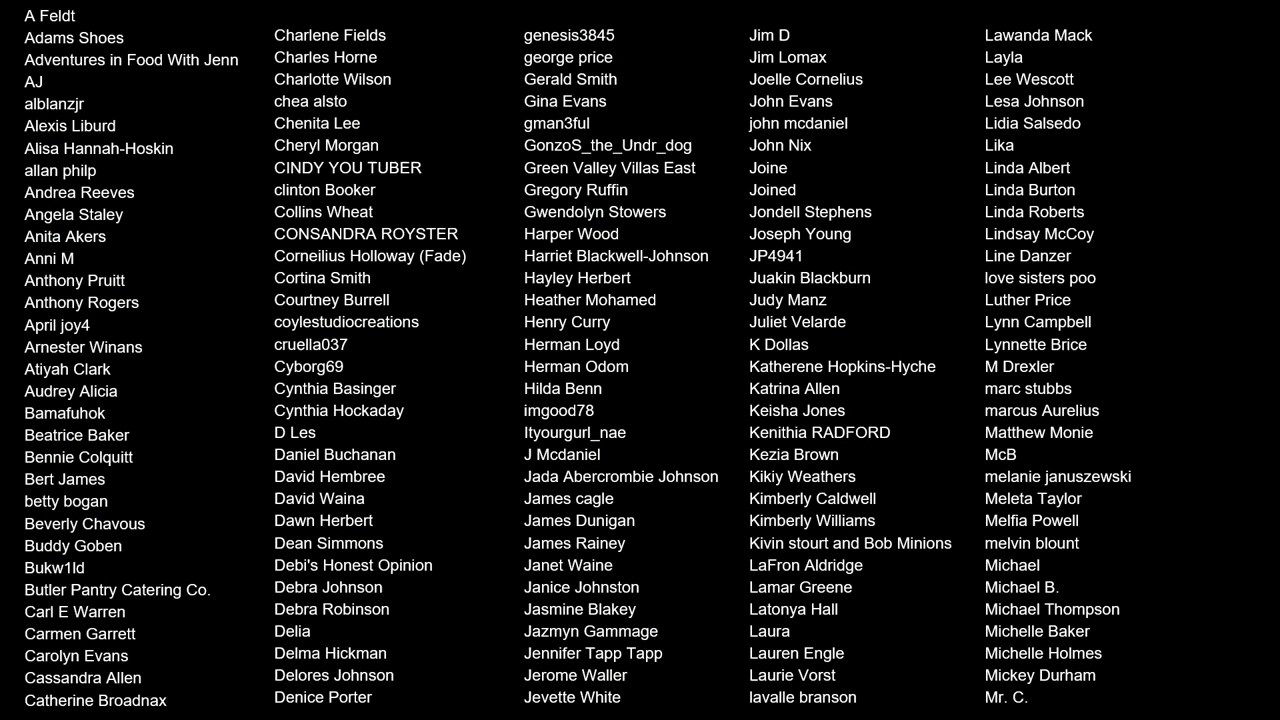 A Feldt
Adams Shoes
Adventures in Food With Jenn
AJ
alblanzjr
Alexis Liburd
Alisa Hannah-Hoskin
allan philp
Andrea Reeves
Angela Staley
Anita Akers
Anni M
Anthony Pruitt
Anthony Rogers
April joy4
Arnester Winans
Atiyah Clark
Audrey Alicia
Bamafuhok
Beatrice Baker
Bennie Colquitt
Bert James
betty bogan
Beverly Chavous
Buddy Goben
Bukw1ld
Butler Pantry Catering Co.
Carl E Warren
Carmen Garrett
Carolyn Evans
Cassandra Allen
Catherine Broadnax
Charlene Fields
Charles Horne
Charlotte Wilson
chea alsto
Chenita Lee
Cheryl Morgan
CINDY YOU TUBER
clinton Booker
Collins Wheat
CONSANDRA ROYSTER
Corneilius Holloway (Fade)
Cortina Smith
Courtney Burrell
coylestudiocreations
cruella037
Cyborg69
Cynthia Basinger
Cynthia Hockaday
D Les
Daniel Buchanan
David Hembree
David Waina
Dawn Herbert
Dean Simmons
Debi's Honest Opinion
Debra Johnson
Debra Robinson
Delia
Delma Hickman
Delores Johnson
Denice Porter
genesis3845
george price
Gerald Smith
Gina Evans
gman3ful
GonzoS_the_Undr_dog
Green Valley Villas East
Gregory Ruffin
Gwendolyn Stowers
Harper Wood
Harriet Blackwell-Johnson
Hayley Herbert
Heather Mohamed
Henry Curry
Herman Loyd
Herman Odom
Hilda Benn
imgood78
Ityourgurl_nae
J Mcdaniel
Jada Abercrombie Johnson
James cagle
James Dunigan
James Rainey
Janet Waine
Janice Johnston
Jasmine Blakey
Jazmyn Gammage
Jennifer Tapp Tapp
Jerome Waller
Jevette White
Jim D
Jim Lomax
Joelle Cornelius
John Evans
john mcdaniel
John Nix
Joine
Joined
Jondell Stephens
Joseph Young
JP4941
Juakin Blackburn
Judy Manz
Juliet Velarde
K Dollas
Katherene Hopkins-Hyche
Katrina Allen
Keisha Jones
Kenithia RADFORD
Kezia Brown
Kikiy Weathers
Kimberly Caldwell
Kimberly Williams
Kivin stourt and Bob Minions
LaFron Aldridge
Lamar Greene
Latonya Hall
Laura
Lauren Engle
Laurie Vorst
lavalle branson
Lawanda Mack
Layla
Lee Wescott
Lesa Johnson
Lidia Salsedo
Lika
Linda Albert
Linda Burton
Linda Roberts
Lindsay McCoy
Line Danzer
love sisters poo
Luther Price
Lynn Campbell
Lynnette Brice
M Drexler
marc stubbs
marcus Aurelius
Matthew Monie
McB
melanie januszewski
Meleta Taylor
Melfia Powell
melvin blount
Michael
Michael B.
Michael Thompson
Michelle Baker
Michelle Holmes
Mickey Durham
Mr. C.